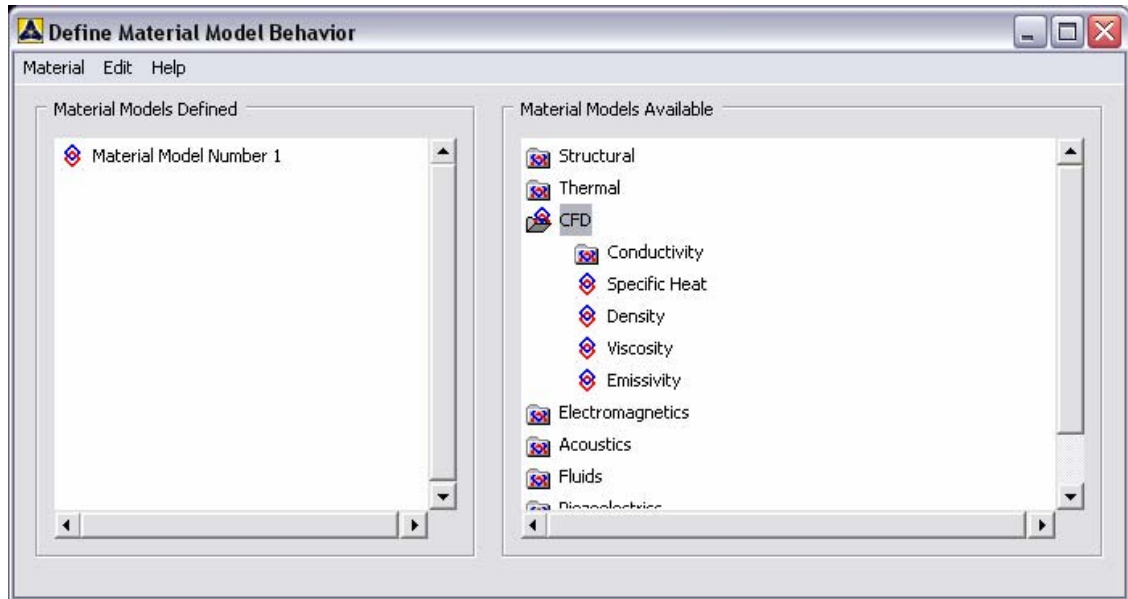 Define Material Model Behavior
Material Edit Help
Material Models Defined
Material Model Number 1
Material Models Available
Structural
Thermal
CFD
Conductivity
Specific Heat
Density
Viscosity
Emissivity
Electromagnetics
Acoustics
Fluids
Piezoelectrics